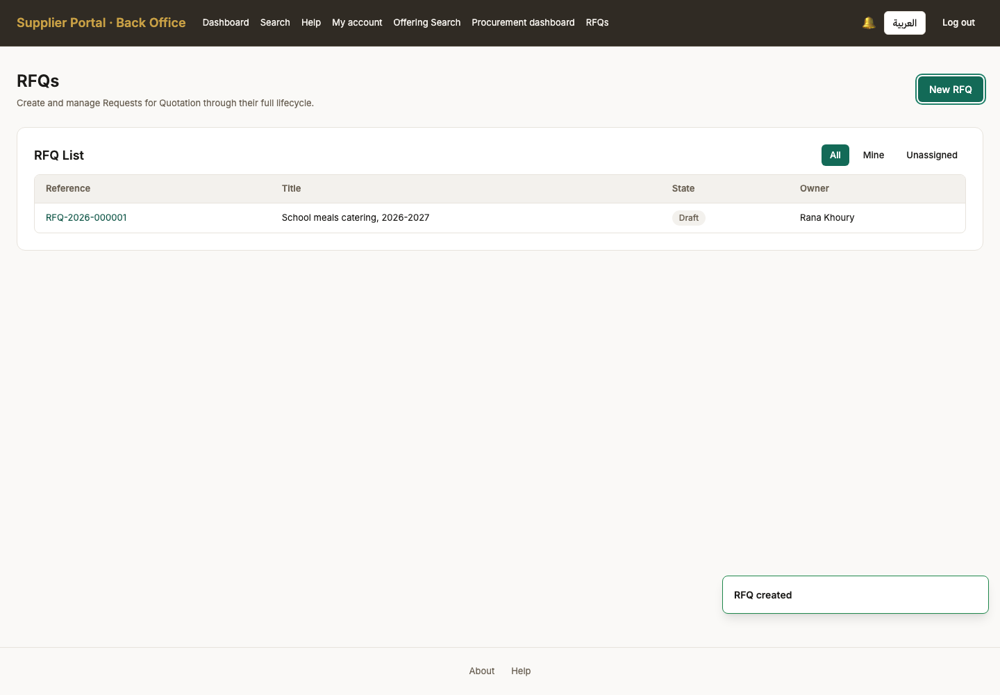 Supplier Portal · Back Office Dashboard Search Help My account Offering Search Procurement dashboard RFQs العربية Log out
RFQs
New RFQ
Create and manage Requests for Quotation through their full lifecycle.
RFQ List All Mine Unassigned
Reference Title State Owner
RFQ-2026-000001 School meals catering, 2026-2027 Draft Rana Khoury
RFQ created
About Help